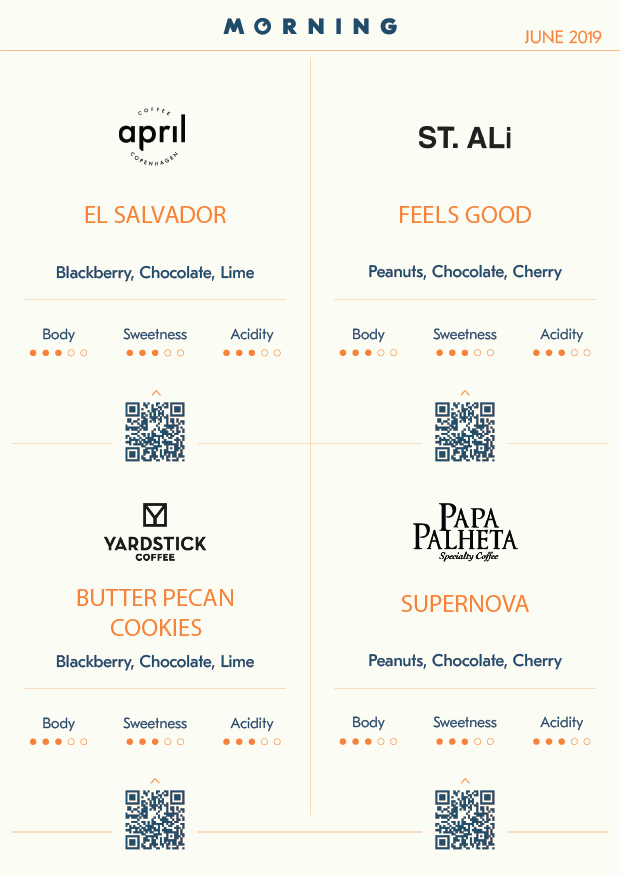 MORNING
JUNE 2019
COFFEE
april
COPENHAGEN
EL SALVADOR
Blackberry, Chocolate, Lime
Body Sweetness Acidity
ST. ALi
FEELS GOOD
Peanuts, Chocolate, Cherry
Body Sweetness Acidity
YARDSTICK
COFFEE
BUTTER PECAN
COOKIES
Blackberry, Chocolate, Lime
Body Sweetness Acidity
PAPA
PALHETA
Specialty Coffee
SUPERNOVA
Peanuts, Chocolate, Cherry
Body Sweetness Acidity